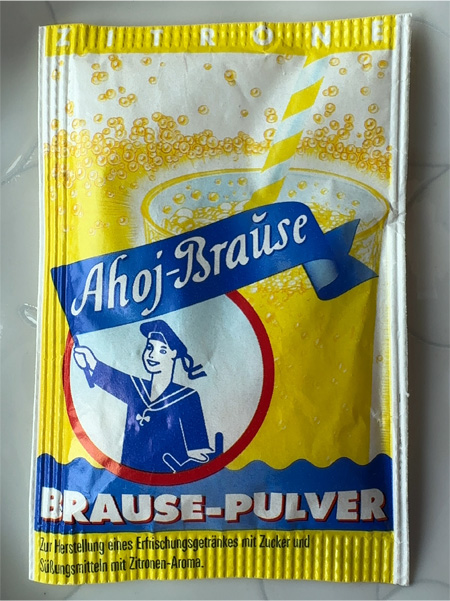 ZITRONE
Ahoj-Brause
BRAUSE-PULVER
Zur Herstellung eines Erfrischungsgetränkes mit Zucker und
Süßungsmitteln mit Zitronen-Aroma.